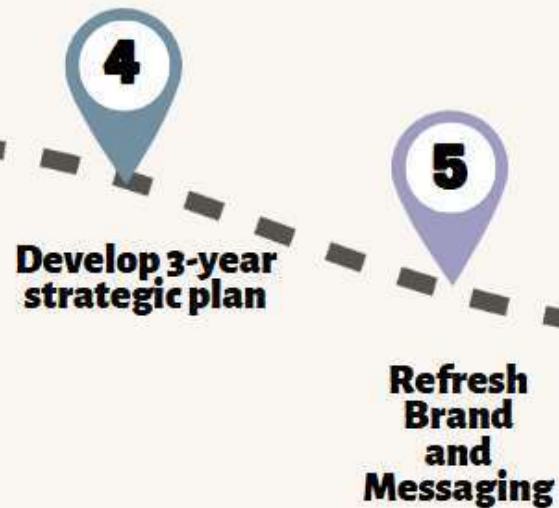 4
Develop 3-year
strategic plan
5
Refresh
Brand
and
Messaging